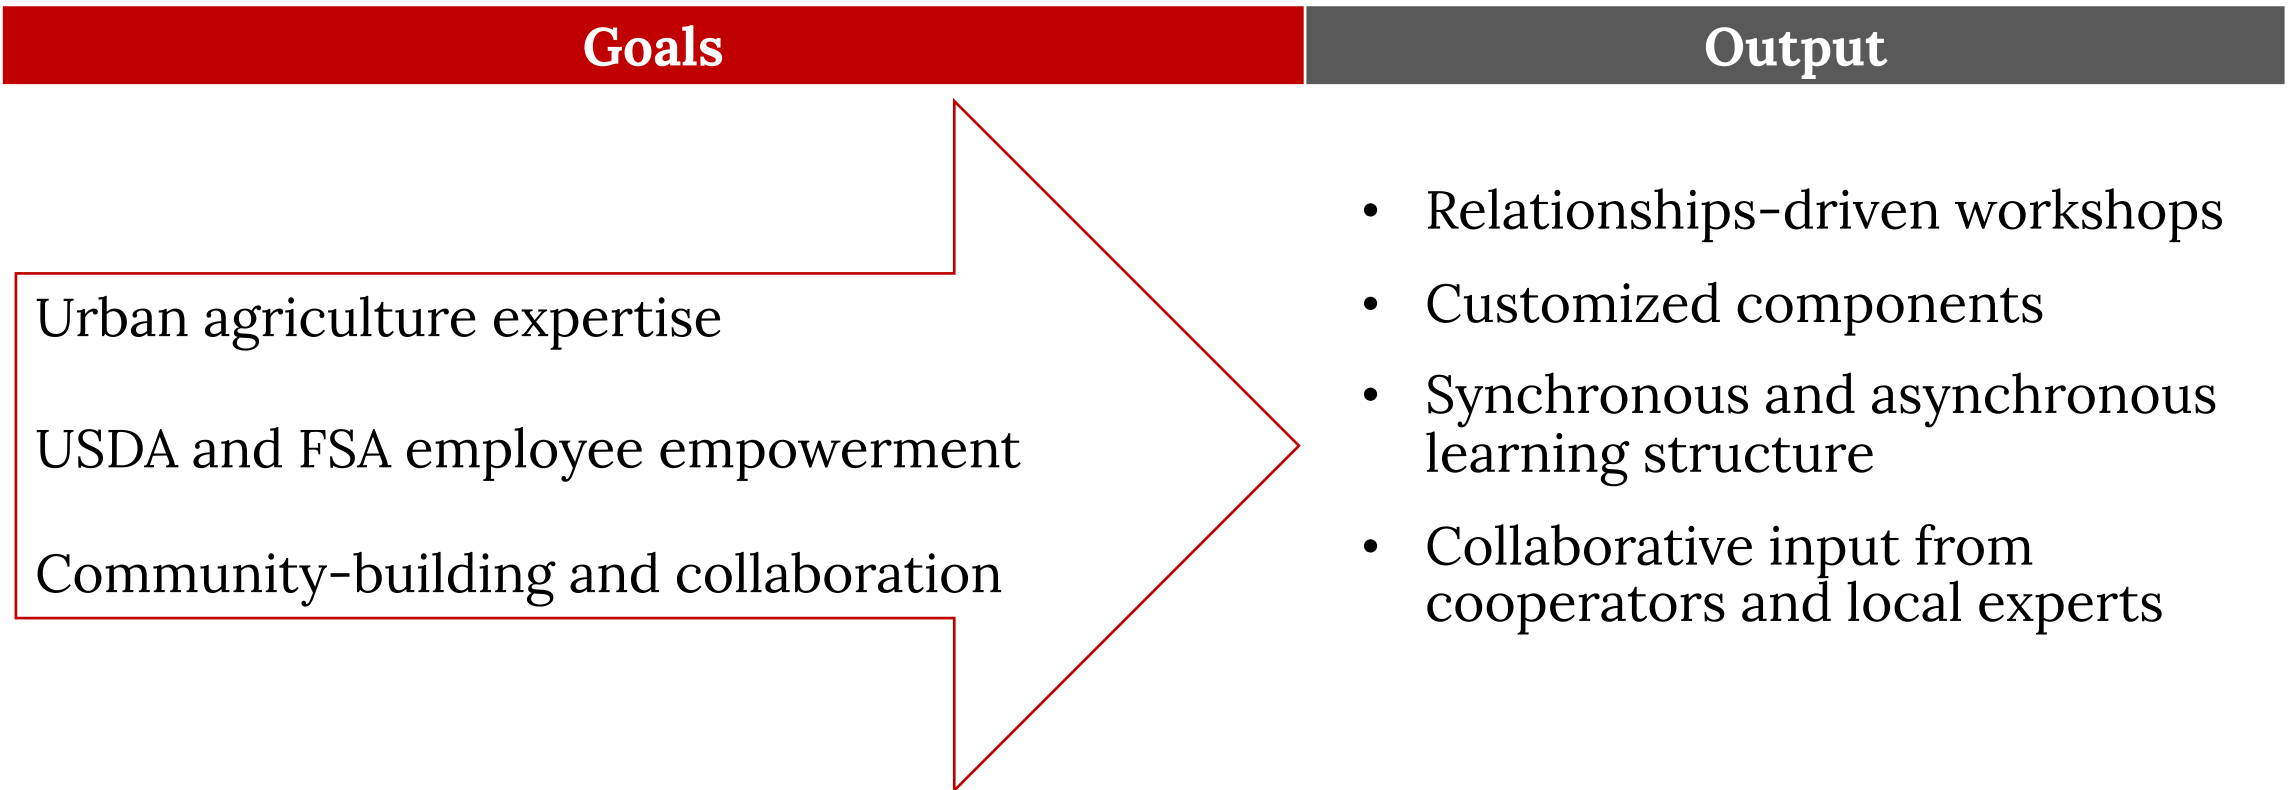 Goals
Output
Urban agriculture expertise
USDA and FSA employee empowerment
Community-building and collaboration
• Relationships-driven workshops
• Customized components
• Synchronous and asynchronous
learning structure
• Collaborative input from
cooperators and local experts